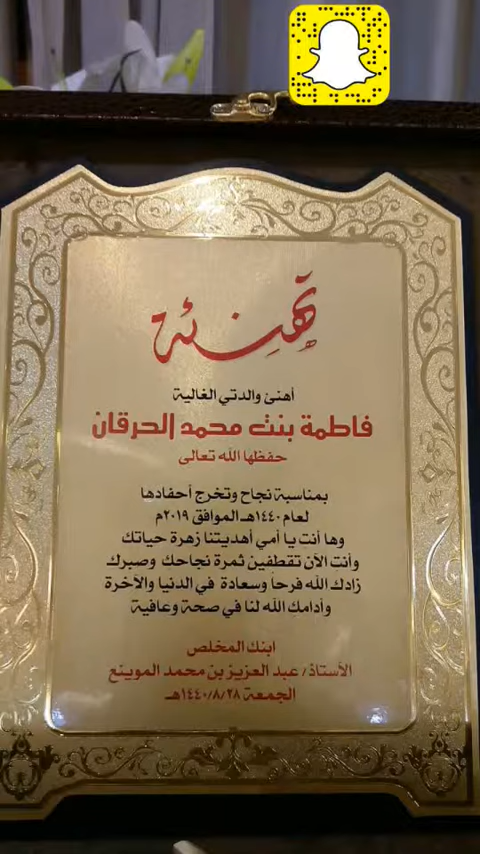 تهنئة
أهنئ والدتي الغالية
فاطمة بنت محمد الحرقان
حفظها الله تعالى
بمناسبة نجاح وتخرج أحفادها
لعام ١٤٤٠هـ الموافق ٢٠١٩م
وها أنتِ يا أمي أهديتنا زهرة حياتك
وأنتِ الآن تقطفين ثمرة نجاحك وصبرك
زادك الله فرحاً وسعادة في الدنيا والآخرة
وأدامك الله لنا في صحة وعافية
ابنك المخلص
الأستاذ/ عبد العزيز بن محمد الموينع
الجمعة ١٤٤٠/٨/٢٨هـ